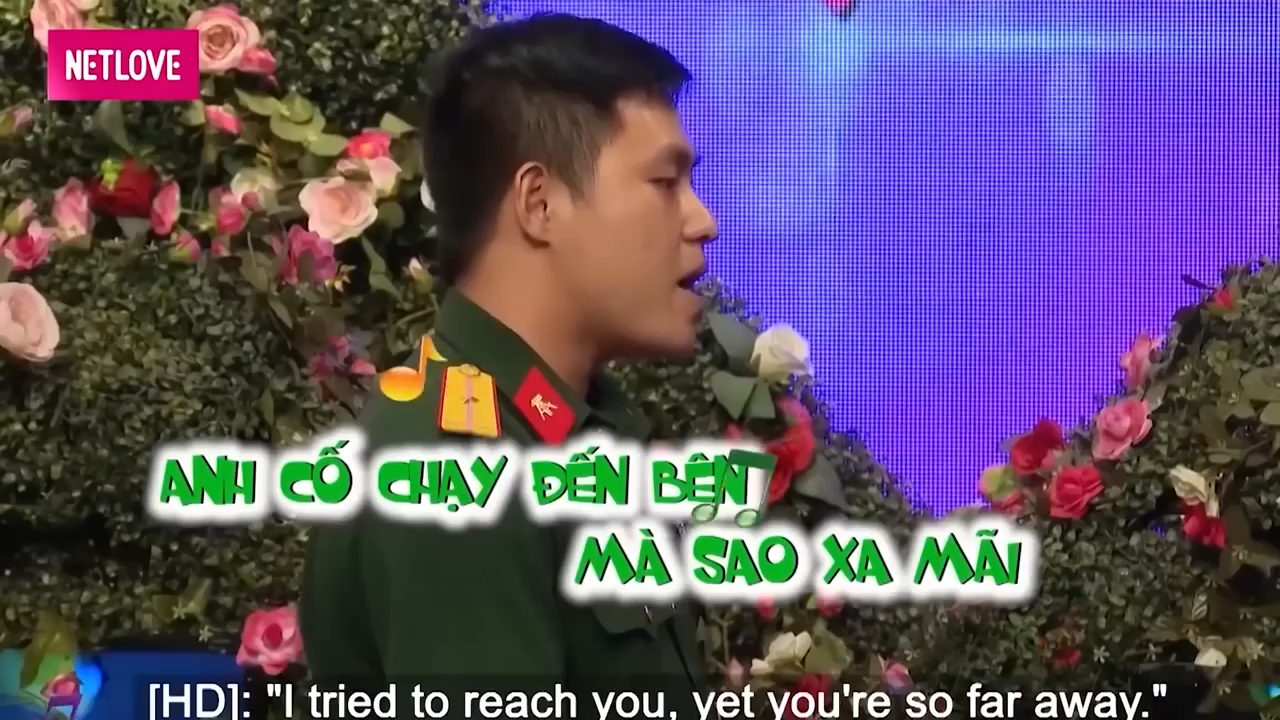 NETLOVE
ANH CỐ CHẠY ĐẾN BÊN
MÀ SAO XA MÃI
[HD]: "I tried to reach you, yet you're so far away."